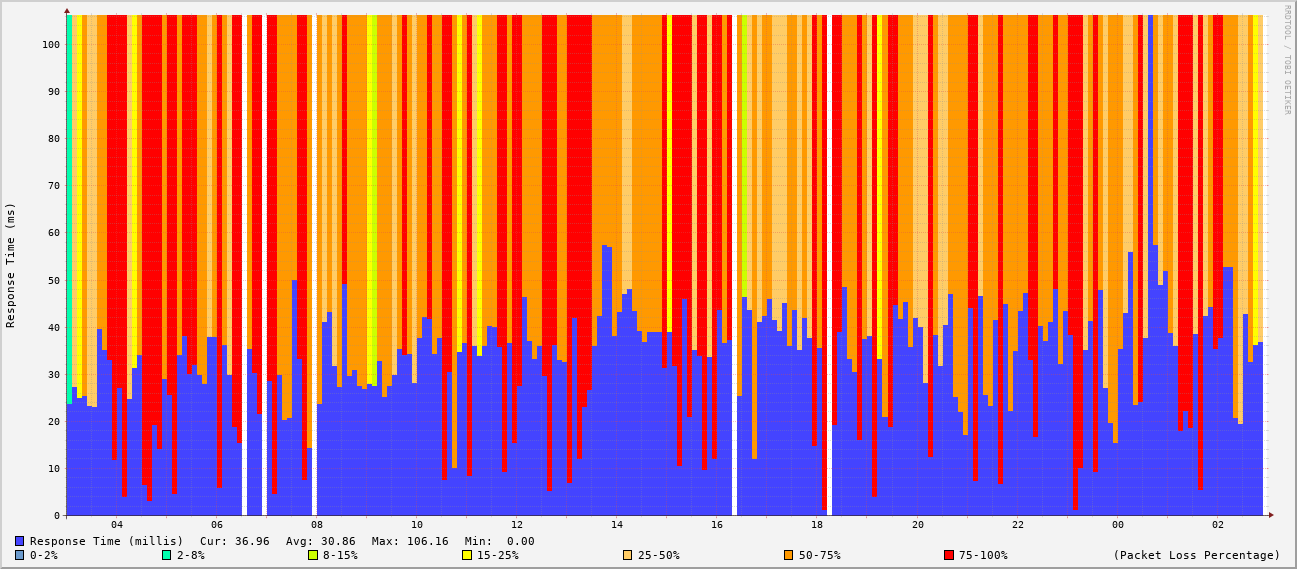 RRDTOOL / TOBI OETIKER
Response Time (ms)
100
90
80
70
60
50
40
30
20
10
0
04 06 08 10 12 14 16 18 20 22 00 02
Response Time (millis) Cur: 36.96 Avg: 30.86 Max: 106.16 Min: 0.00
0-2% 2-8% 8-15% 15-25% 25-50% 50-75% 75-100% (Packet Loss Percentage)